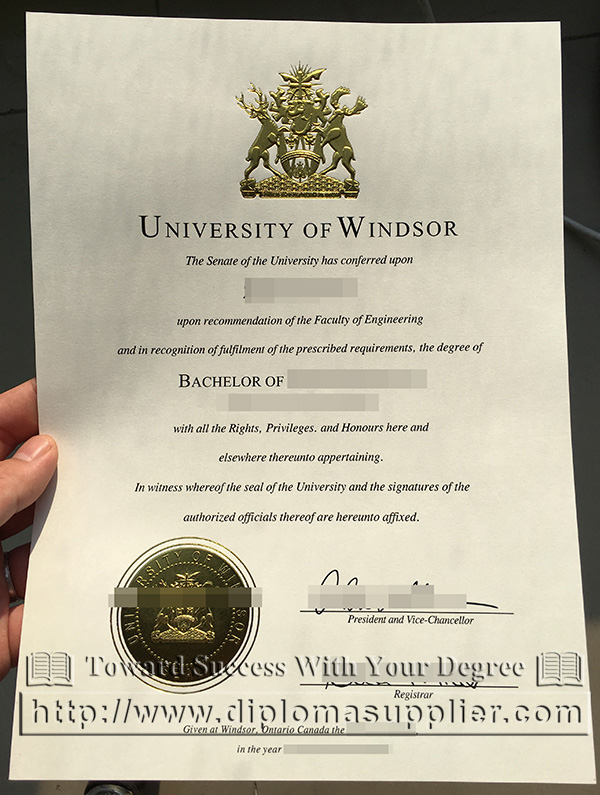 UNIVERSITY OF WINDSOR
The Senate of the University has conferred upon
upon recommendation of the Faculty of Engineering
and in recognition of fulfilment of the prescribed requirements, the degree of
BACHELOR OF
with all the Rights, Privileges. and Honours here and
elsewhere thereunto appertaining.
In witness whereof the seal of the University and the signatures of the
authorized officials thereof are hereunto affixed.
UNIVERSITY OF WINDSOR
President and Vice-Chancellor
Toward Success With Your Degree
Registrar
http://www.diplomasupplier.com
Given at Windsor, Ontario Canada the
in the year